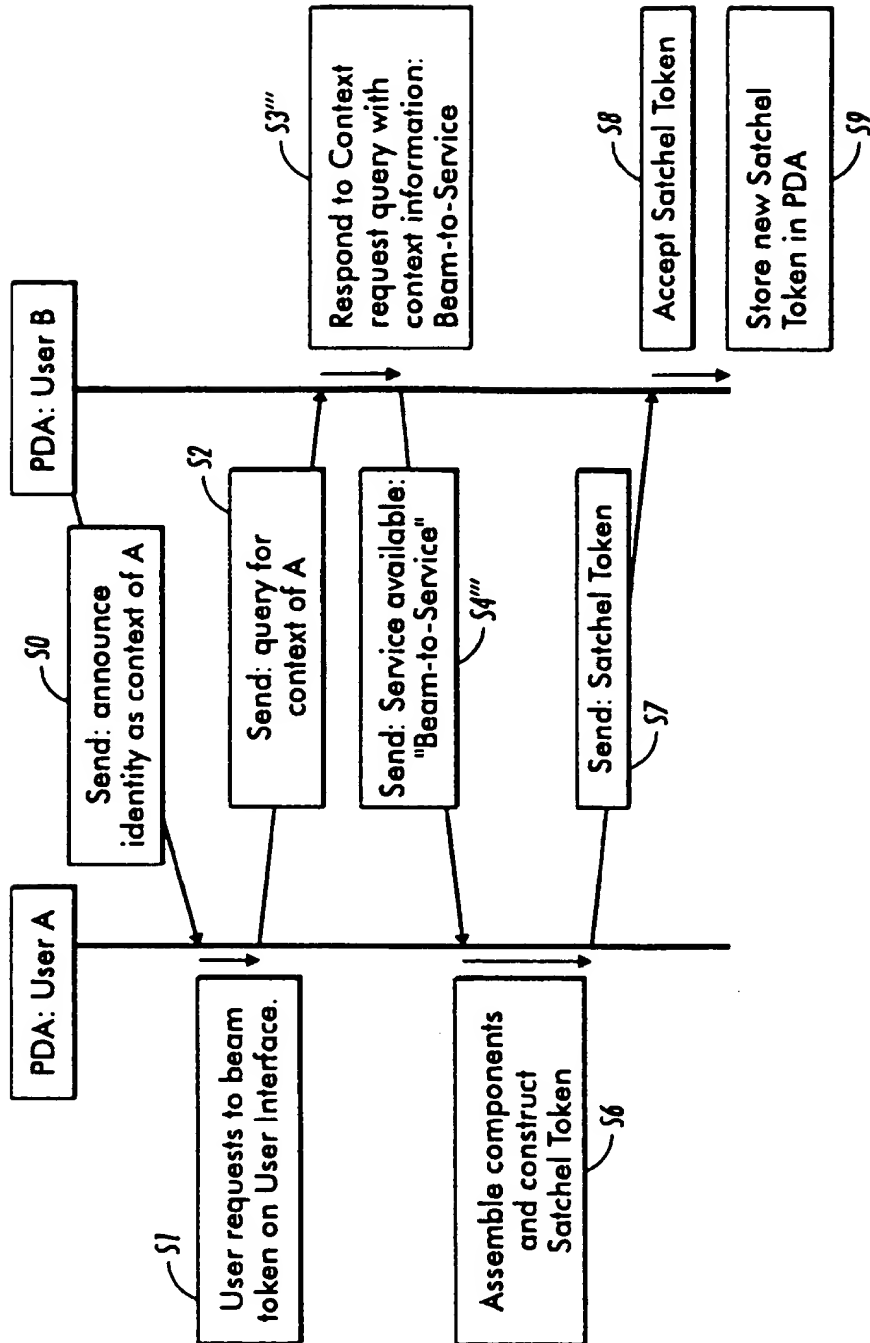 PDA: User A
PDA: User B
S0
Send: announce
identity as context of A
S1
User requests to beam
token on User Interface.
S2
Send: query for
context of A
S3'''
Respond to Context
request query with
context information:
Beam-to-Service
Send: Service available:
"Beam-to-Service"
S4'''
Assemble components
and construct
Satchel Token
S6
Send: Satchel Token
S7
S8
Accept Satchel Token
Store new Satchel
Token in PDA
S9